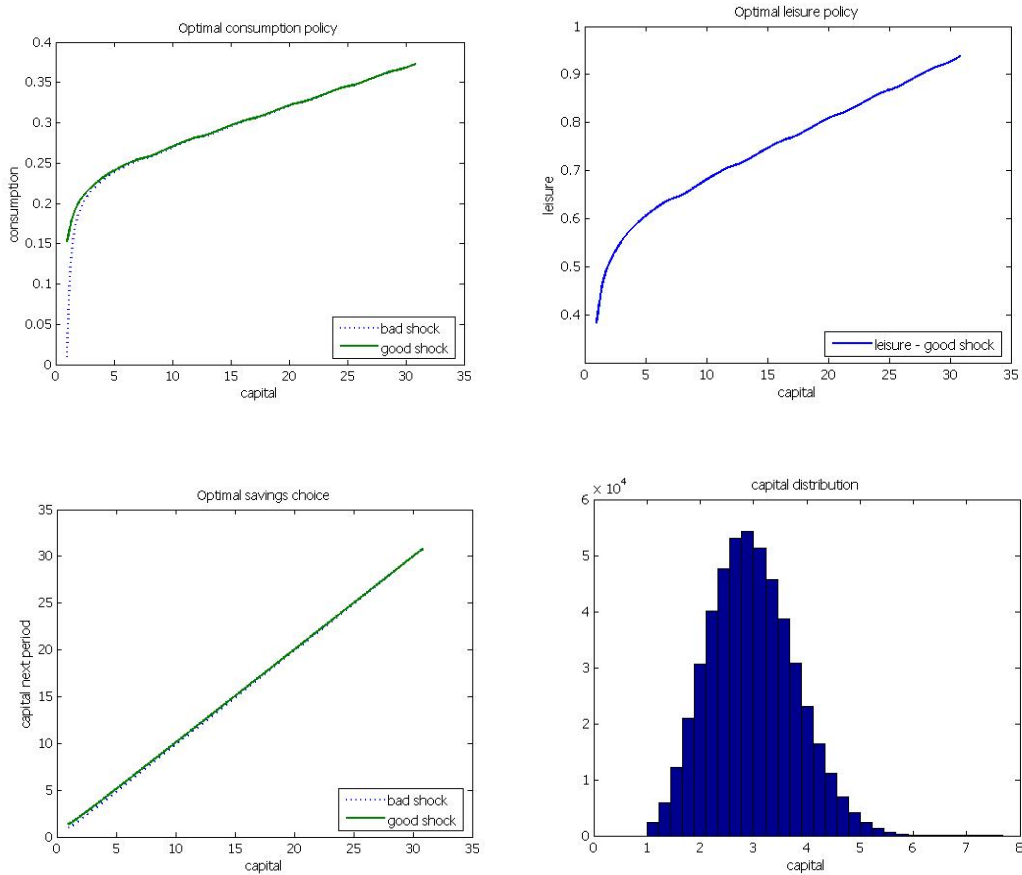 Optimal consumption policy
0.4
0.35
0.3
0.25
0.2
0.15
0.1
0.05
0
consumption
0 5 10 15 20 25 30 35
capital
bad shock
good shock
Optimal leisure policy
1
0.9
0.8
0.7
0.6
0.5
0.4
leisure
0 5 10 15 20 25 30 35
capital
leisure - good shock
Optimal savings choice
35
30
25
20
15
10
5
0
capital next period
0 5 10 15 20 25 30 35
capital
bad shock
good shock
capital distribution
× 10⁴
6
5
4
3
2
1
0
0 1 2 3 4 5 6 7 8
capital